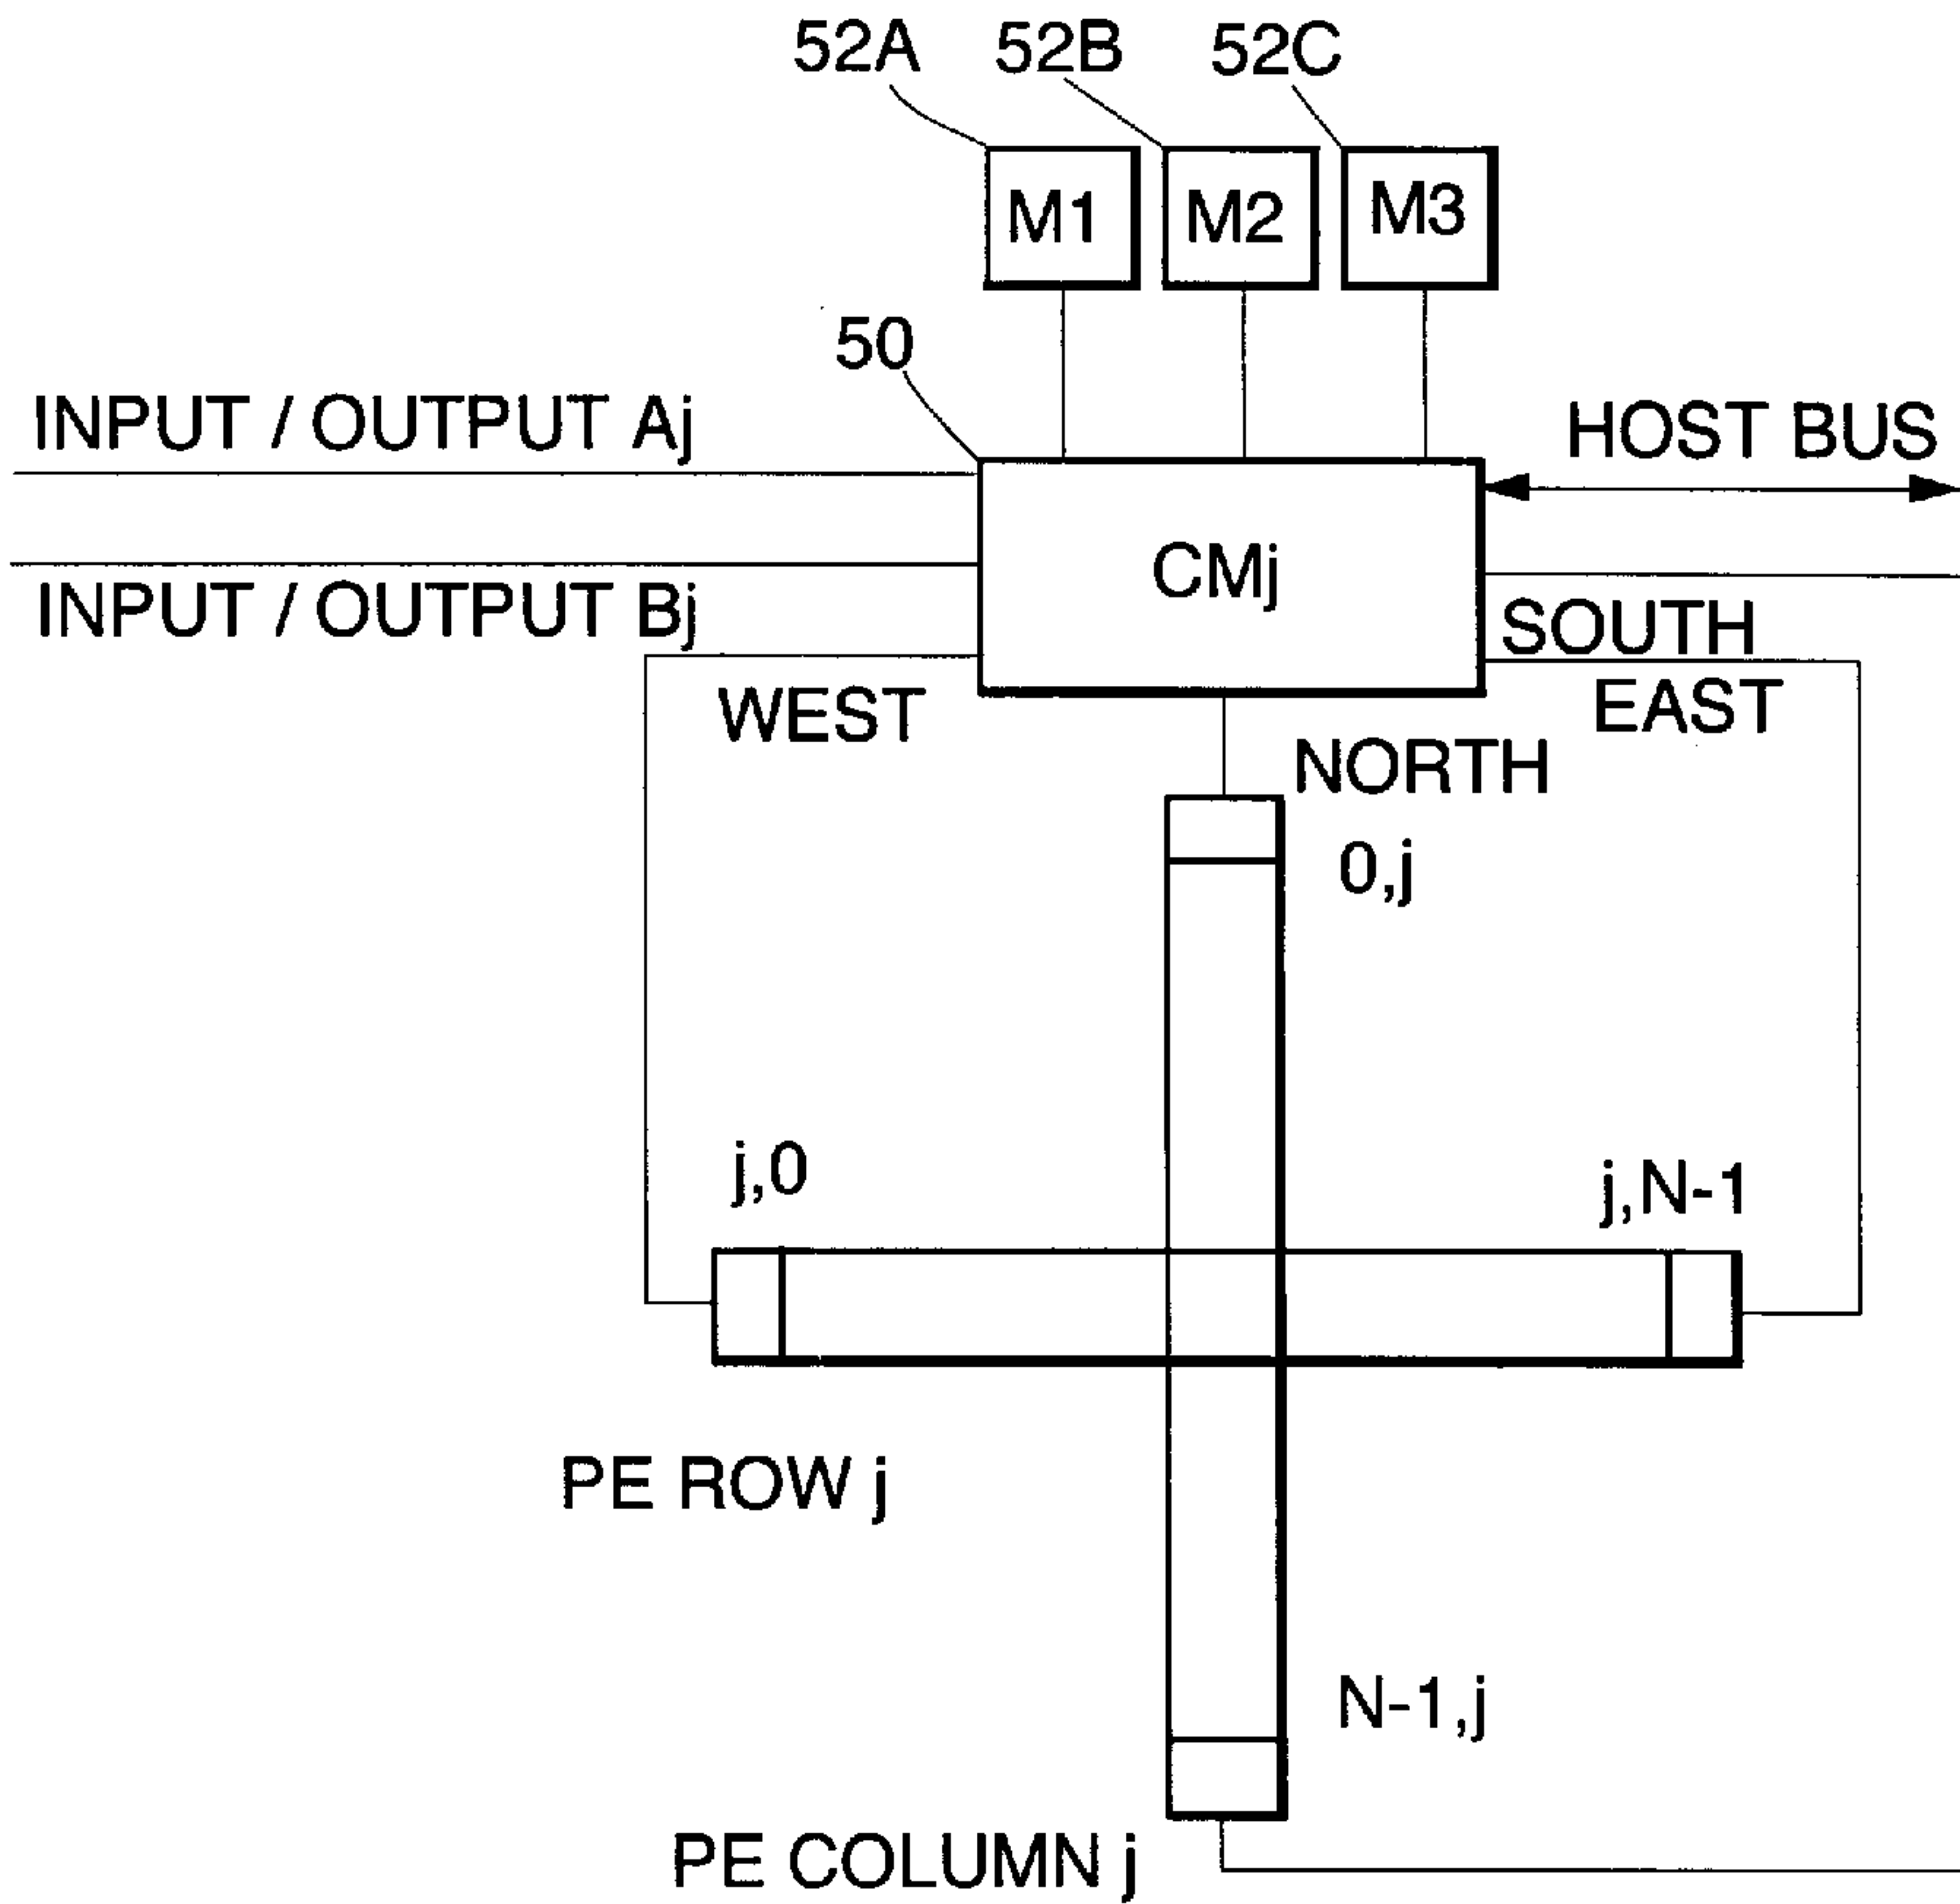 52A 52B 52C
M1 M2 M3
50
INPUT / OUTPUT Aj
HOST BUS
CMj
INPUT / OUTPUT Bj
SOUTH
WEST
EAST
NORTH
0,j
j,0
j,N-1
PE ROW j
N-1,j
PE COLUMN j